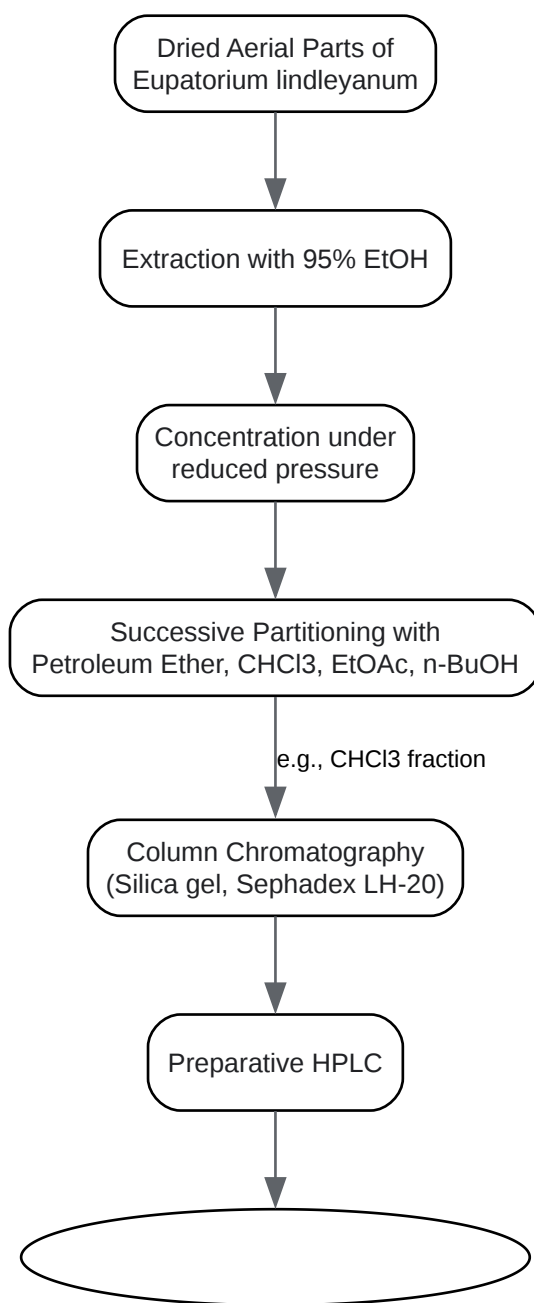 Dried Aerial Parts of
Eupatorium lindleyanum
Extraction with 95% EtOH
Concentration under
reduced pressure
Successive Partitioning with
Petroleum Ether, CHCl3, EtOAc, n-BuOH
e.g., CHCl3 fraction
Column Chromatography
(Silica gel, Sephadex LH-20)
Preparative HPLC